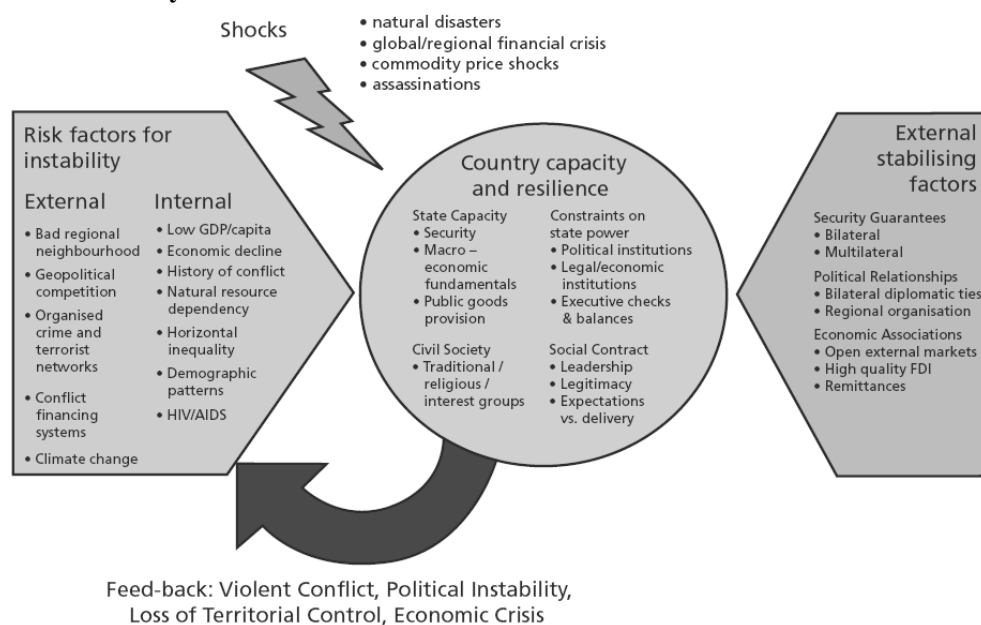 Shocks
• natural disasters
• global/regional financial crisis
• commodity price shocks
• assassinations
Risk factors for
instability
External
• Bad regional
neighbourhood
• Geopolitical
competition
• Organised
crime and
terrorist
networks
• Conflict
financing
systems
• Climate change
Internal
• Low GDP/capita
• Economic decline
• History of conflict
• Natural resource
dependency
• Horizontal
inequality
• Demographic
patterns
• HIV/AIDS
Country capacity
and resilience
State Capacity
• Security
• Macro –
economic
fundamentals
• Public goods
provision
Constraints on
state power
• Political institutions
• Legal/economic
institutions
• Executive checks
& balances
Civil Society
• Traditional /
religious /
interest groups
Social Contract
• Leadership
• Legitimacy
• Expectations
vs. delivery
External
stabilising
factors
Security Guarantees
• Bilateral
• Multilateral
Political Relationships
• Bilateral diplomatic ties
• Regional organisation
Economic Associations
• Open external markets
• High quality FDI
• Remittances
Feed-back: Violent Conflict, Political Instability,
Loss of Territorial Control, Economic Crisis